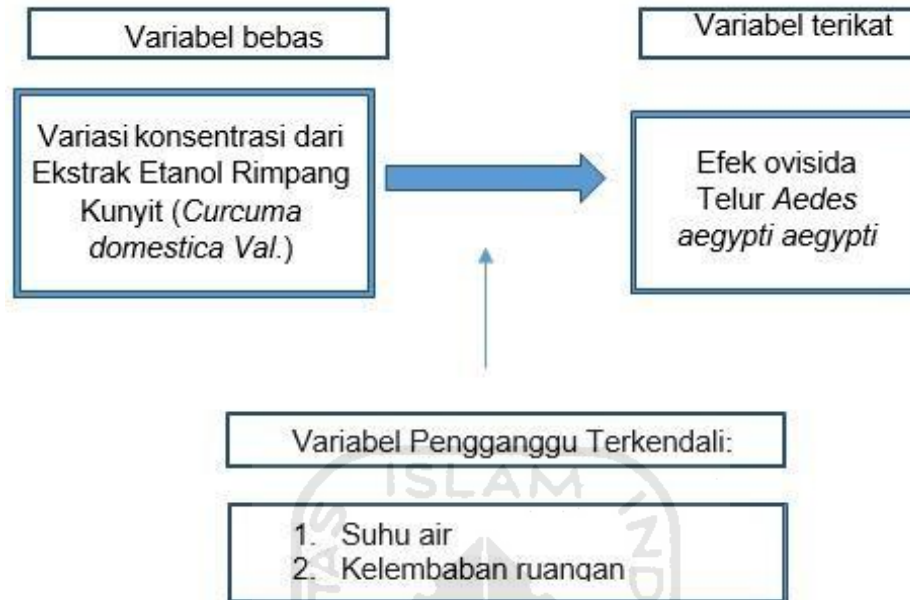 Variabel bebas
Variabel terikat
Variasi konsentrasi dari
Ekstrak Etanol Rimpang
Kunyit (Curcuma
domestica Val.)
Efek ovisida
Telur Aedes
aegypti aegypti
Variabel Pengganggu Terkendali:
ISLAM
1. Suhu air
2. Kelembaban ruangan